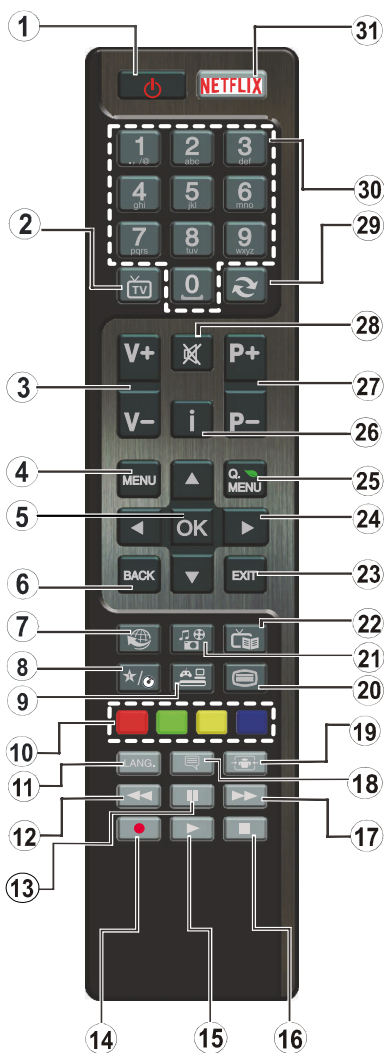 1
31
NETFLIX
1 2 3
., /@ abc def
30
4 5 6
ghi jkl mno
7 8 9
pqrs tuv wxyz
2
29
TV
0
28
V+ P+
3
27
V- i P-
26
4
25
MENU Q. MENU
5
24
OK
6
23
BACK EXIT
7
22
8
21
★/
9
20
10
19
11
LANG.
18
12
17
13
14
15
16